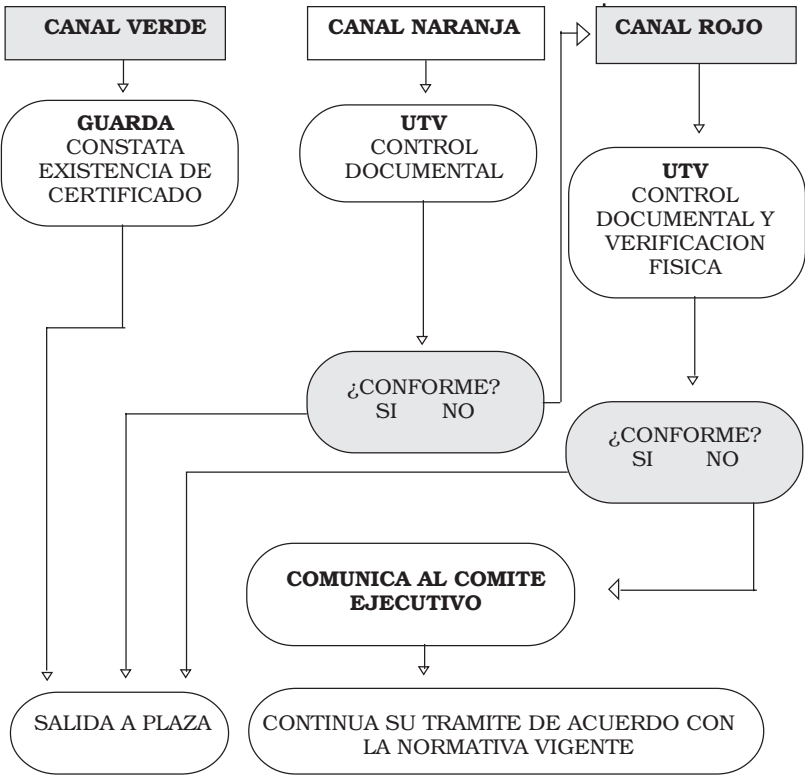 CANAL VERDE
CANAL NARANJA
CANAL ROJO
GUARDA
CONSTATA
EXISTENCIA DE
CERTIFICADO
UTV
CONTROL
DOCUMENTAL
UTV
CONTROL
DOCUMENTAL Y
VERIFICACION
FISICA
¿CONFORME?
SI NO
¿CONFORME?
SI NO
COMUNICA AL COMITE
EJECUTIVO
SALIDA A PLAZA
CONTINUA SU TRAMITE DE ACUERDO CON
LA NORMATIVA VIGENTE